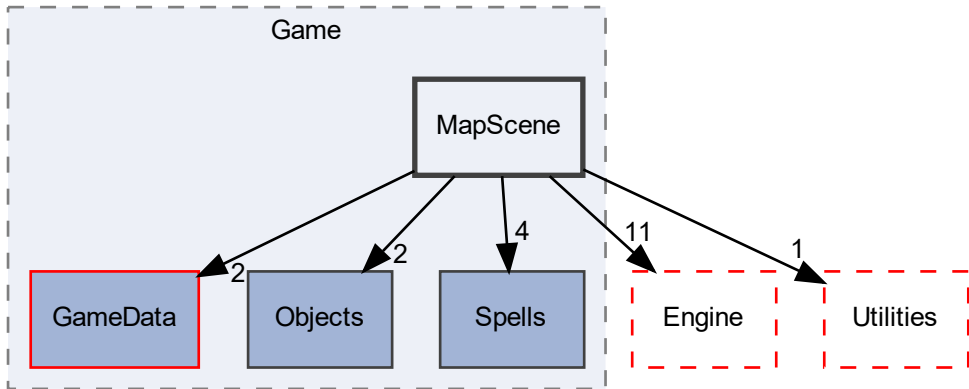 Game
MapScene
2
2
4
11
1
GameData
Objects
Spells
Engine
Utilities